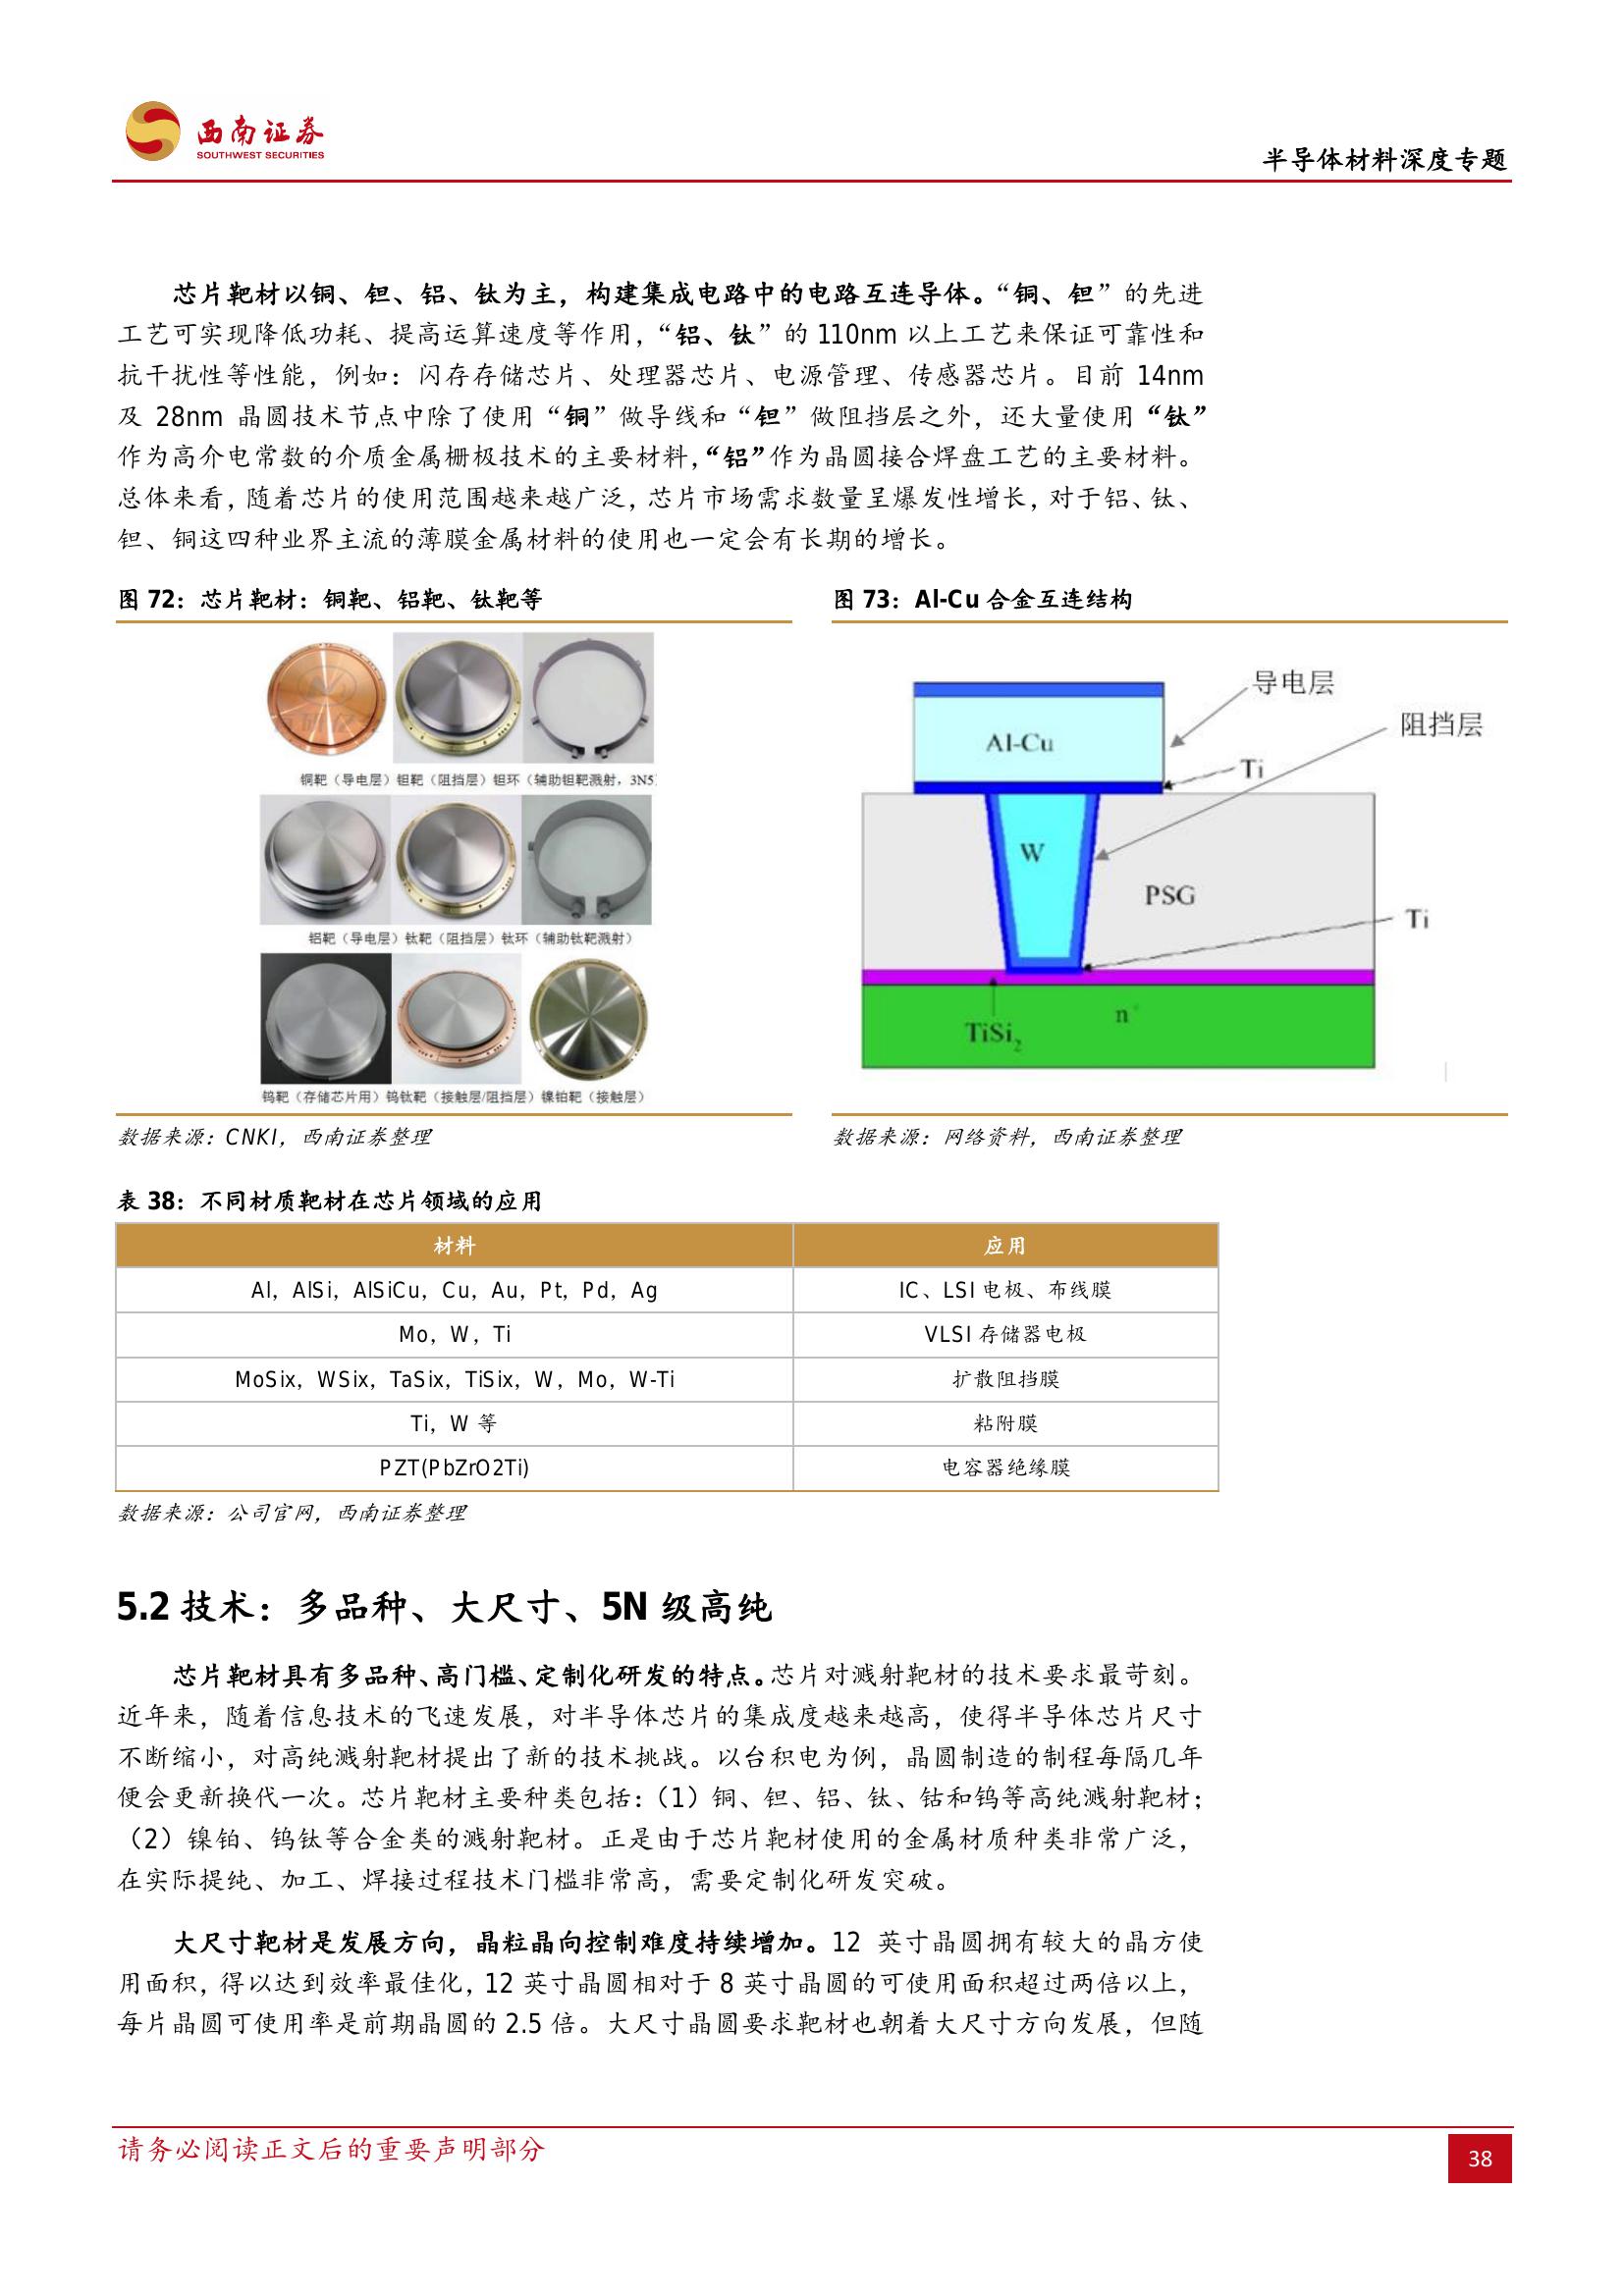 西南证券
SOUTHWEST SECURITIES
半导体材料深度专题
芯片靶材以铜、钽、铝、钛为主，构建集成电路中的电路互连导体。“铜、钽”的先进
工艺可实现降低功耗、提高运算速度等作用，“铝、钛”的 110nm 以上工艺来保证可靠性和
抗干扰性等性能，例如：闪存存储芯片、处理器芯片、电源管理、传感器芯片。目前 14nm
及 28nm 晶圆技术节点中除了使用“铜”做导线和“钽”做阻挡层之外，还大量使用“钛”
作为高介电常数的介质金属栅极技术的主要材料，“铝”作为晶圆接合焊盘工艺的主要材料。
总体来看，随着芯片的使用范围越来越广泛，芯片市场需求数量呈爆发性增长，对于铝、钛、
钽、铜这四种业界主流的薄膜金属材料的使用也一定会有长期的增长。
图 72：芯片靶材：铜靶、铝靶、钛靶等
铜靶（导电层）钽靶（阻挡层）钽环（辅助钽靶溅射，3N5
铝靶（导电层）钛靶（阻挡层）钛环（辅助钛靶溅射）
钨靶（存储芯片用）钨钛靶（接触层/阻挡层）镍铂靶（接触层）
数据来源：CNKI，西南证券整理
图 73：Al-Cu 合金互连结构
导电层
阻挡层
Al-Cu
Ti
W
PSG
Ti
TiSi2
n+
数据来源：网络资料，西南证券整理
表 38：不同材质靶材在芯片领域的应用
材料 应用
Al，AlSi，AlSiCu，Cu，Au，Pt，Pd，Ag IC、LSI 电极、布线膜
Mo，W，Ti VLSI 存储器电极
MoSix，WSix，TaSix，TiSix，W，Mo，W-Ti 扩散阻挡膜
Ti，W 等 粘附膜
PZT(PbZrO2Ti) 电容器绝缘膜
数据来源：公司官网，西南证券整理
5.2 技术：多品种、大尺寸、5N 级高纯
芯片靶材具有多品种、高门槛、定制化研发的特点。芯片对溅射靶材的技术要求最苛刻。
近年来，随着信息技术的飞速发展，对半导体芯片的集成度越来越高，使得半导体芯片尺寸
不断缩小，对高纯溅射靶材提出了新的技术挑战。以台积电为例，晶圆制造的制程每隔几年
便会更新换代一次。芯片靶材主要种类包括：（1）铜、钽、铝、钛、钴和钨等高纯溅射靶材；
（2）镍铂、钨钛等合金类的溅射靶材。正是由于芯片靶材使用的金属材质种类非常广泛，
在实际提纯、加工、焊接过程技术门槛非常高，需要定制化研发突破。
大尺寸靶材是发展方向，晶粒晶向控制难度持续增加。12 英寸晶圆拥有较大的晶方使
用面积，得以达到效率最佳化，12 英寸晶圆相对于 8 英寸晶圆的可使用面积超过两倍以上，
每片晶圆可使用率是前期晶圆的 2.5 倍。大尺寸晶圆要求靶材也朝着大尺寸方向发展，但随
请务必阅读正文后的重要声明部分
38